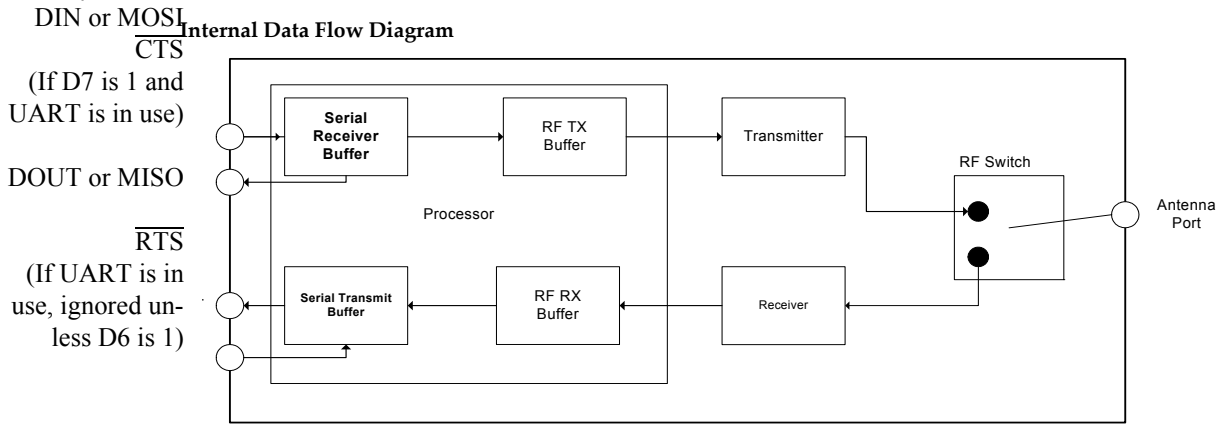 DIN or MOSI
Internal Data Flow Diagram
CTS
(If D7 is 1 and
UART is in use)
DOUT or MISO
RTS
(If UART is in
use, ignored un-
less D6 is 1)
Serial
Receiver
Buffer
RF TX
Buffer
Transmitter
RF Switch
Processor
Antenna
Port
Serial Transmit
Buffer
RF RX
Buffer
Receiver